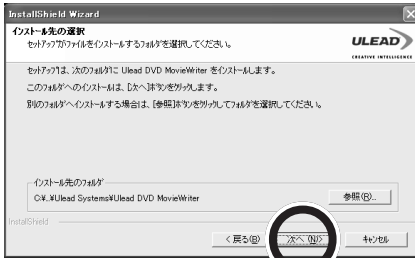 InstallShield Wizard
インストール先の選択
セットアップがファイルをインストールするフォルダを選択してください。
ULEAD
CREATIVE INTELLIGENCE
セットアップは、次のフォルダに Ulead DVD MovieWriter をインストールします。
このフォルダへのインストールは、[次へ]ボタンをクリックします。
別のフォルダへインストールする場合は、[参照]ボタンをクリックしてフォルダを選択してください。
インストール先のフォルダ
C:¥..¥Ulead Systems¥Ulead DVD MovieWriter
参照(R)...
InstallShield
< 戻る(B)
次へ (N)>
キャンセル